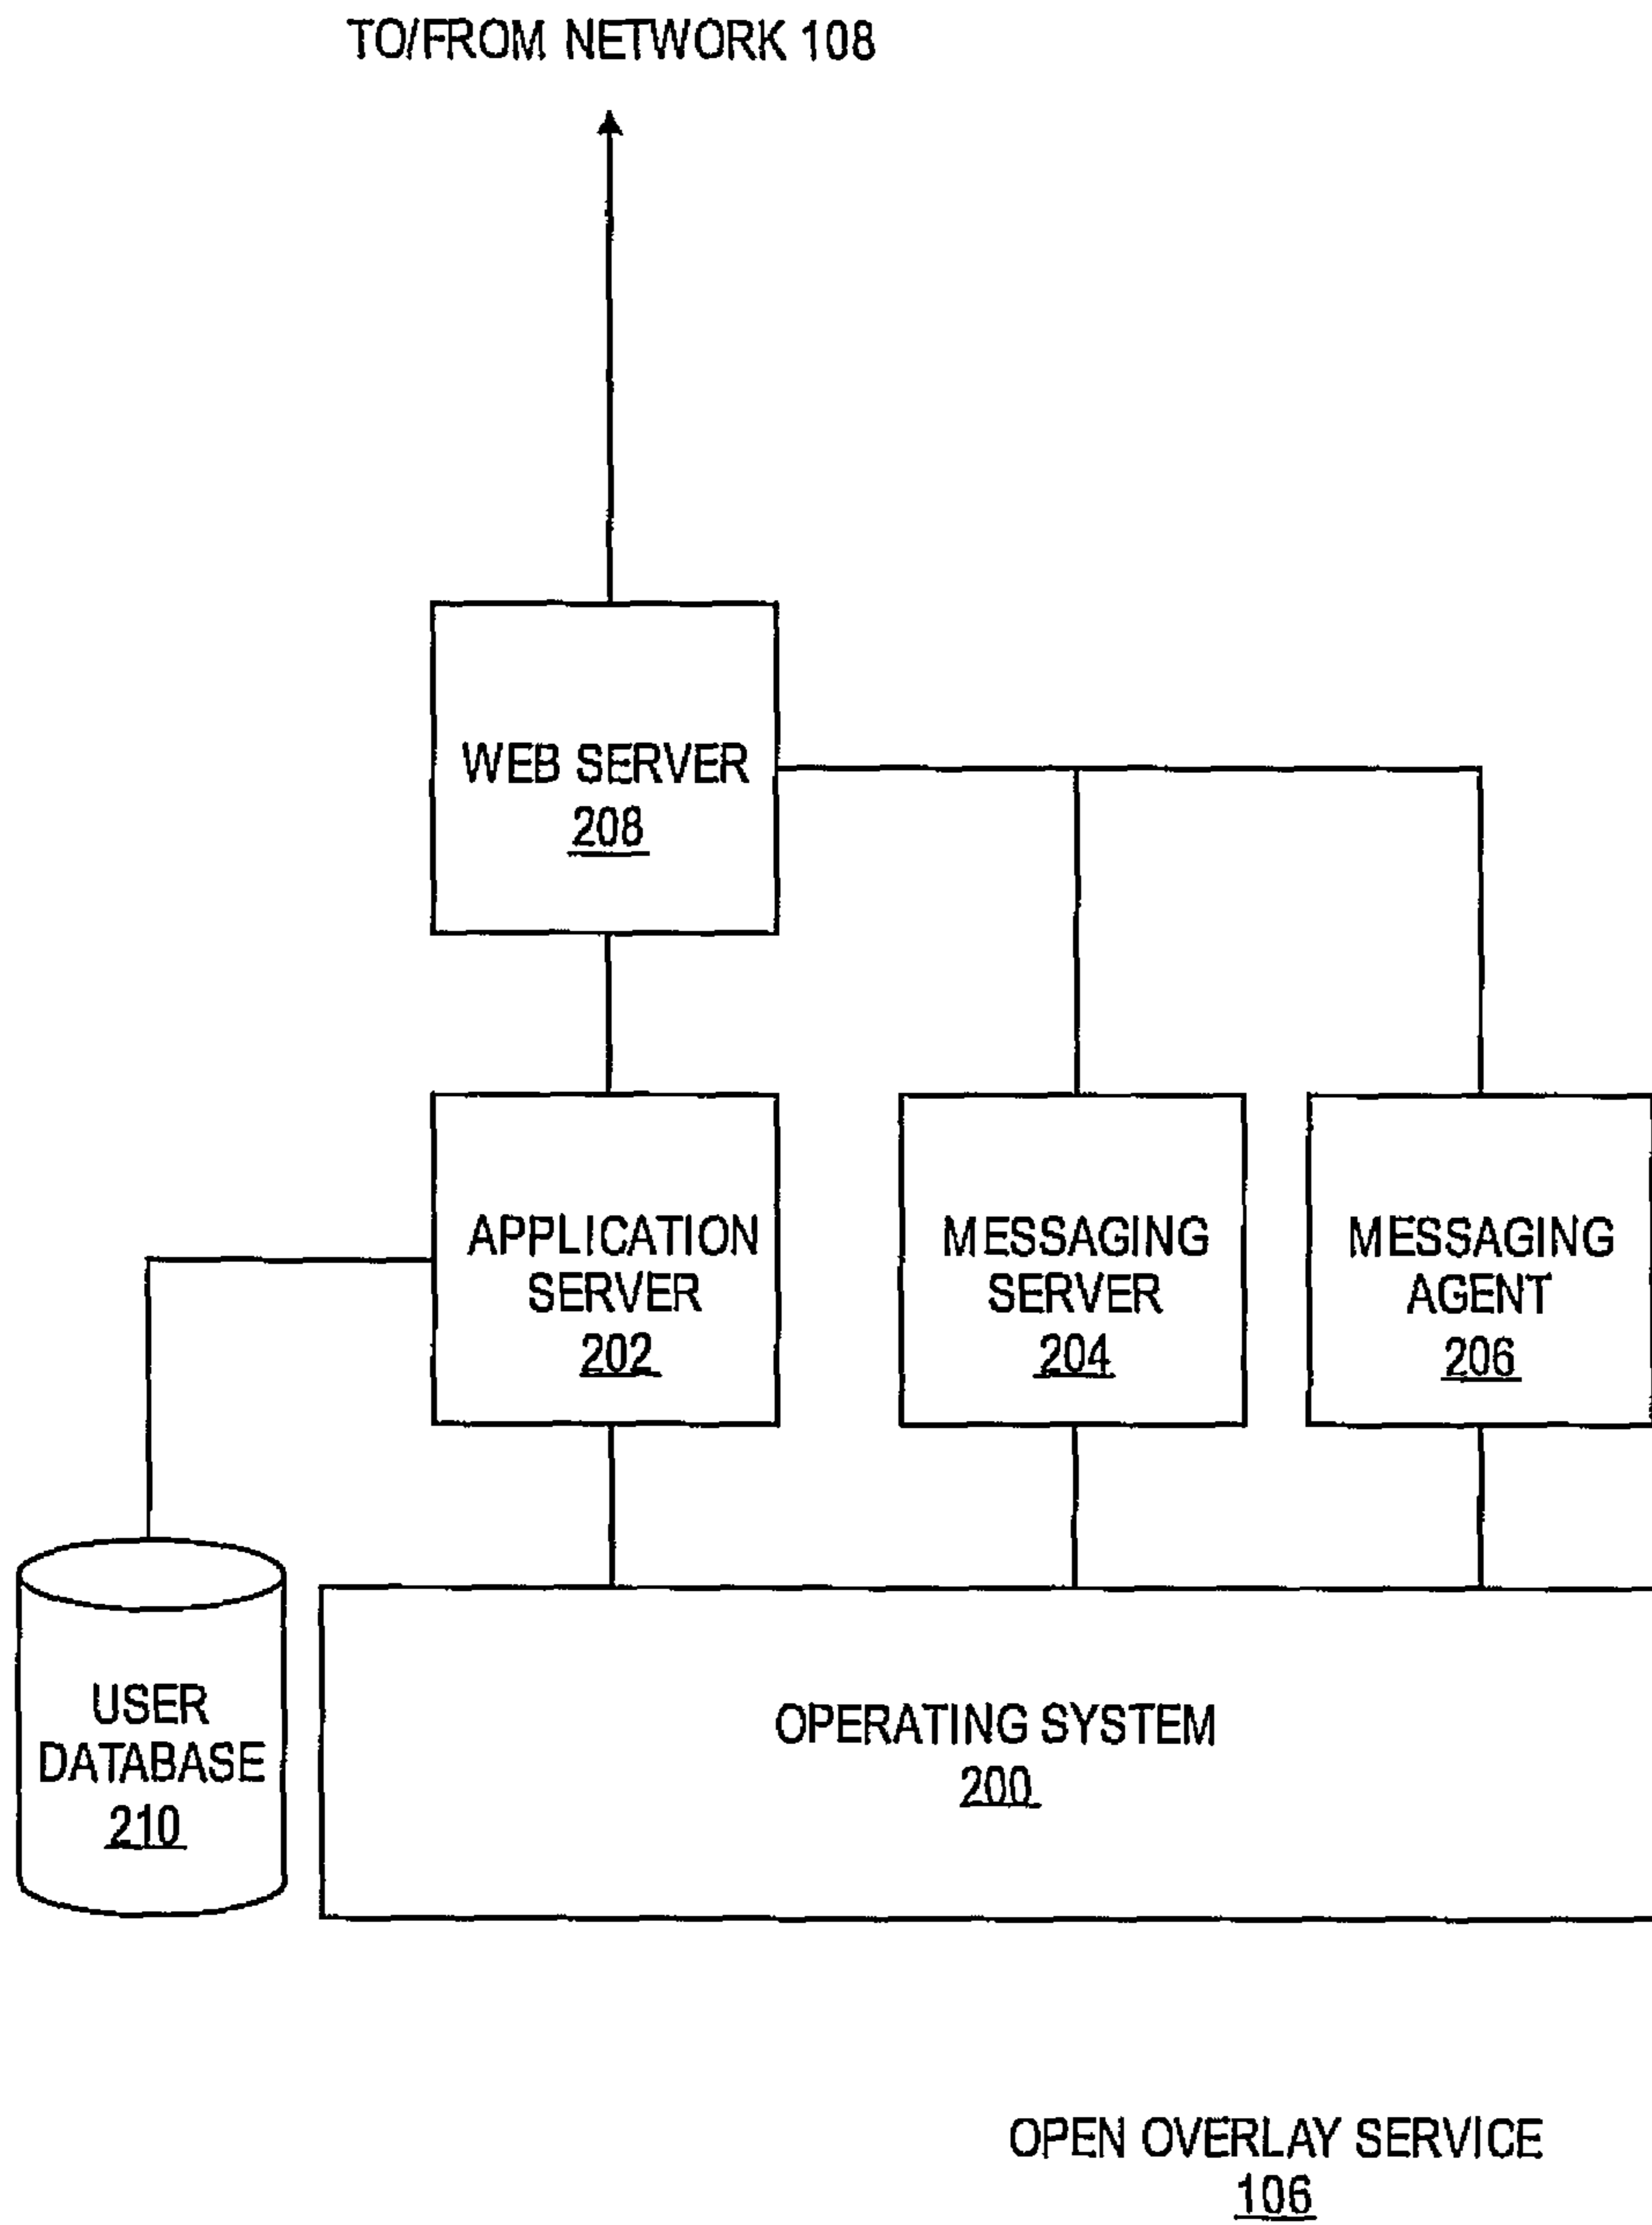 TO/FROM NETWORK 108
WEB SERVER
208
APPLICATION
SERVER
202
MESSAGING
SERVER
204
MESSAGING
AGENT
206
USER
DATABASE
210
OPERATING SYSTEM
200
OPEN OVERLAY SERVICE
106